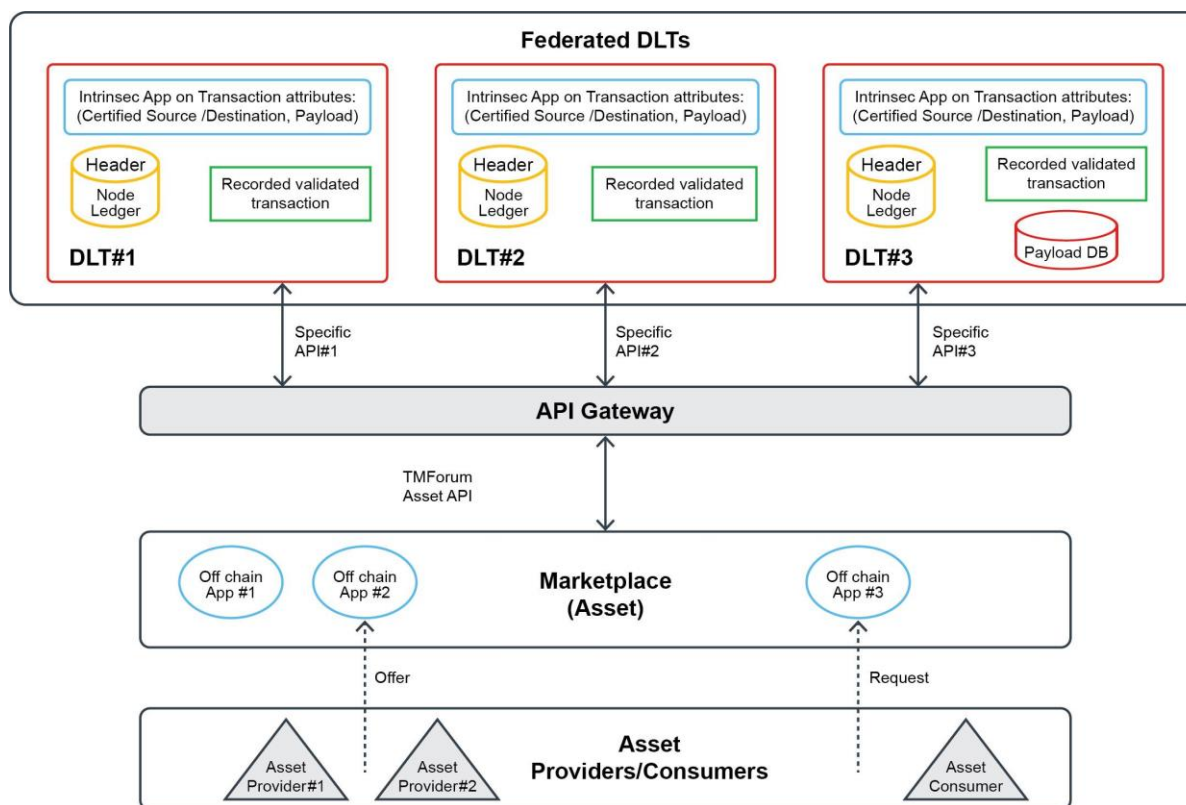 Federated DLTs
Intrinsec App on Transaction attributes:
(Certified Source /Destination, Payload)
Header
Node
Ledger
Recorded validated
transaction
DLT#1
Intrinsec App on Transaction attributes:
(Certified Source /Destination, Payload)
Header
Node
Ledger
Recorded validated
transaction
DLT#2
Intrinsec App on Transaction attributes:
(Certified Source /Destination, Payload)
Header
Node
Ledger
Recorded validated
transaction
Payload DB
DLT#3
Specific
API#1
Specific
API#2
Specific
API#3
API Gateway
TMForum
Asset API
Off chain
App #1
Off chain
App #2
Marketplace
(Asset)
Off chain
App #3
Offer
Request
Asset
Provider#1
Asset
Provider#2
Asset
Providers/Consumers
Asset
Consumer